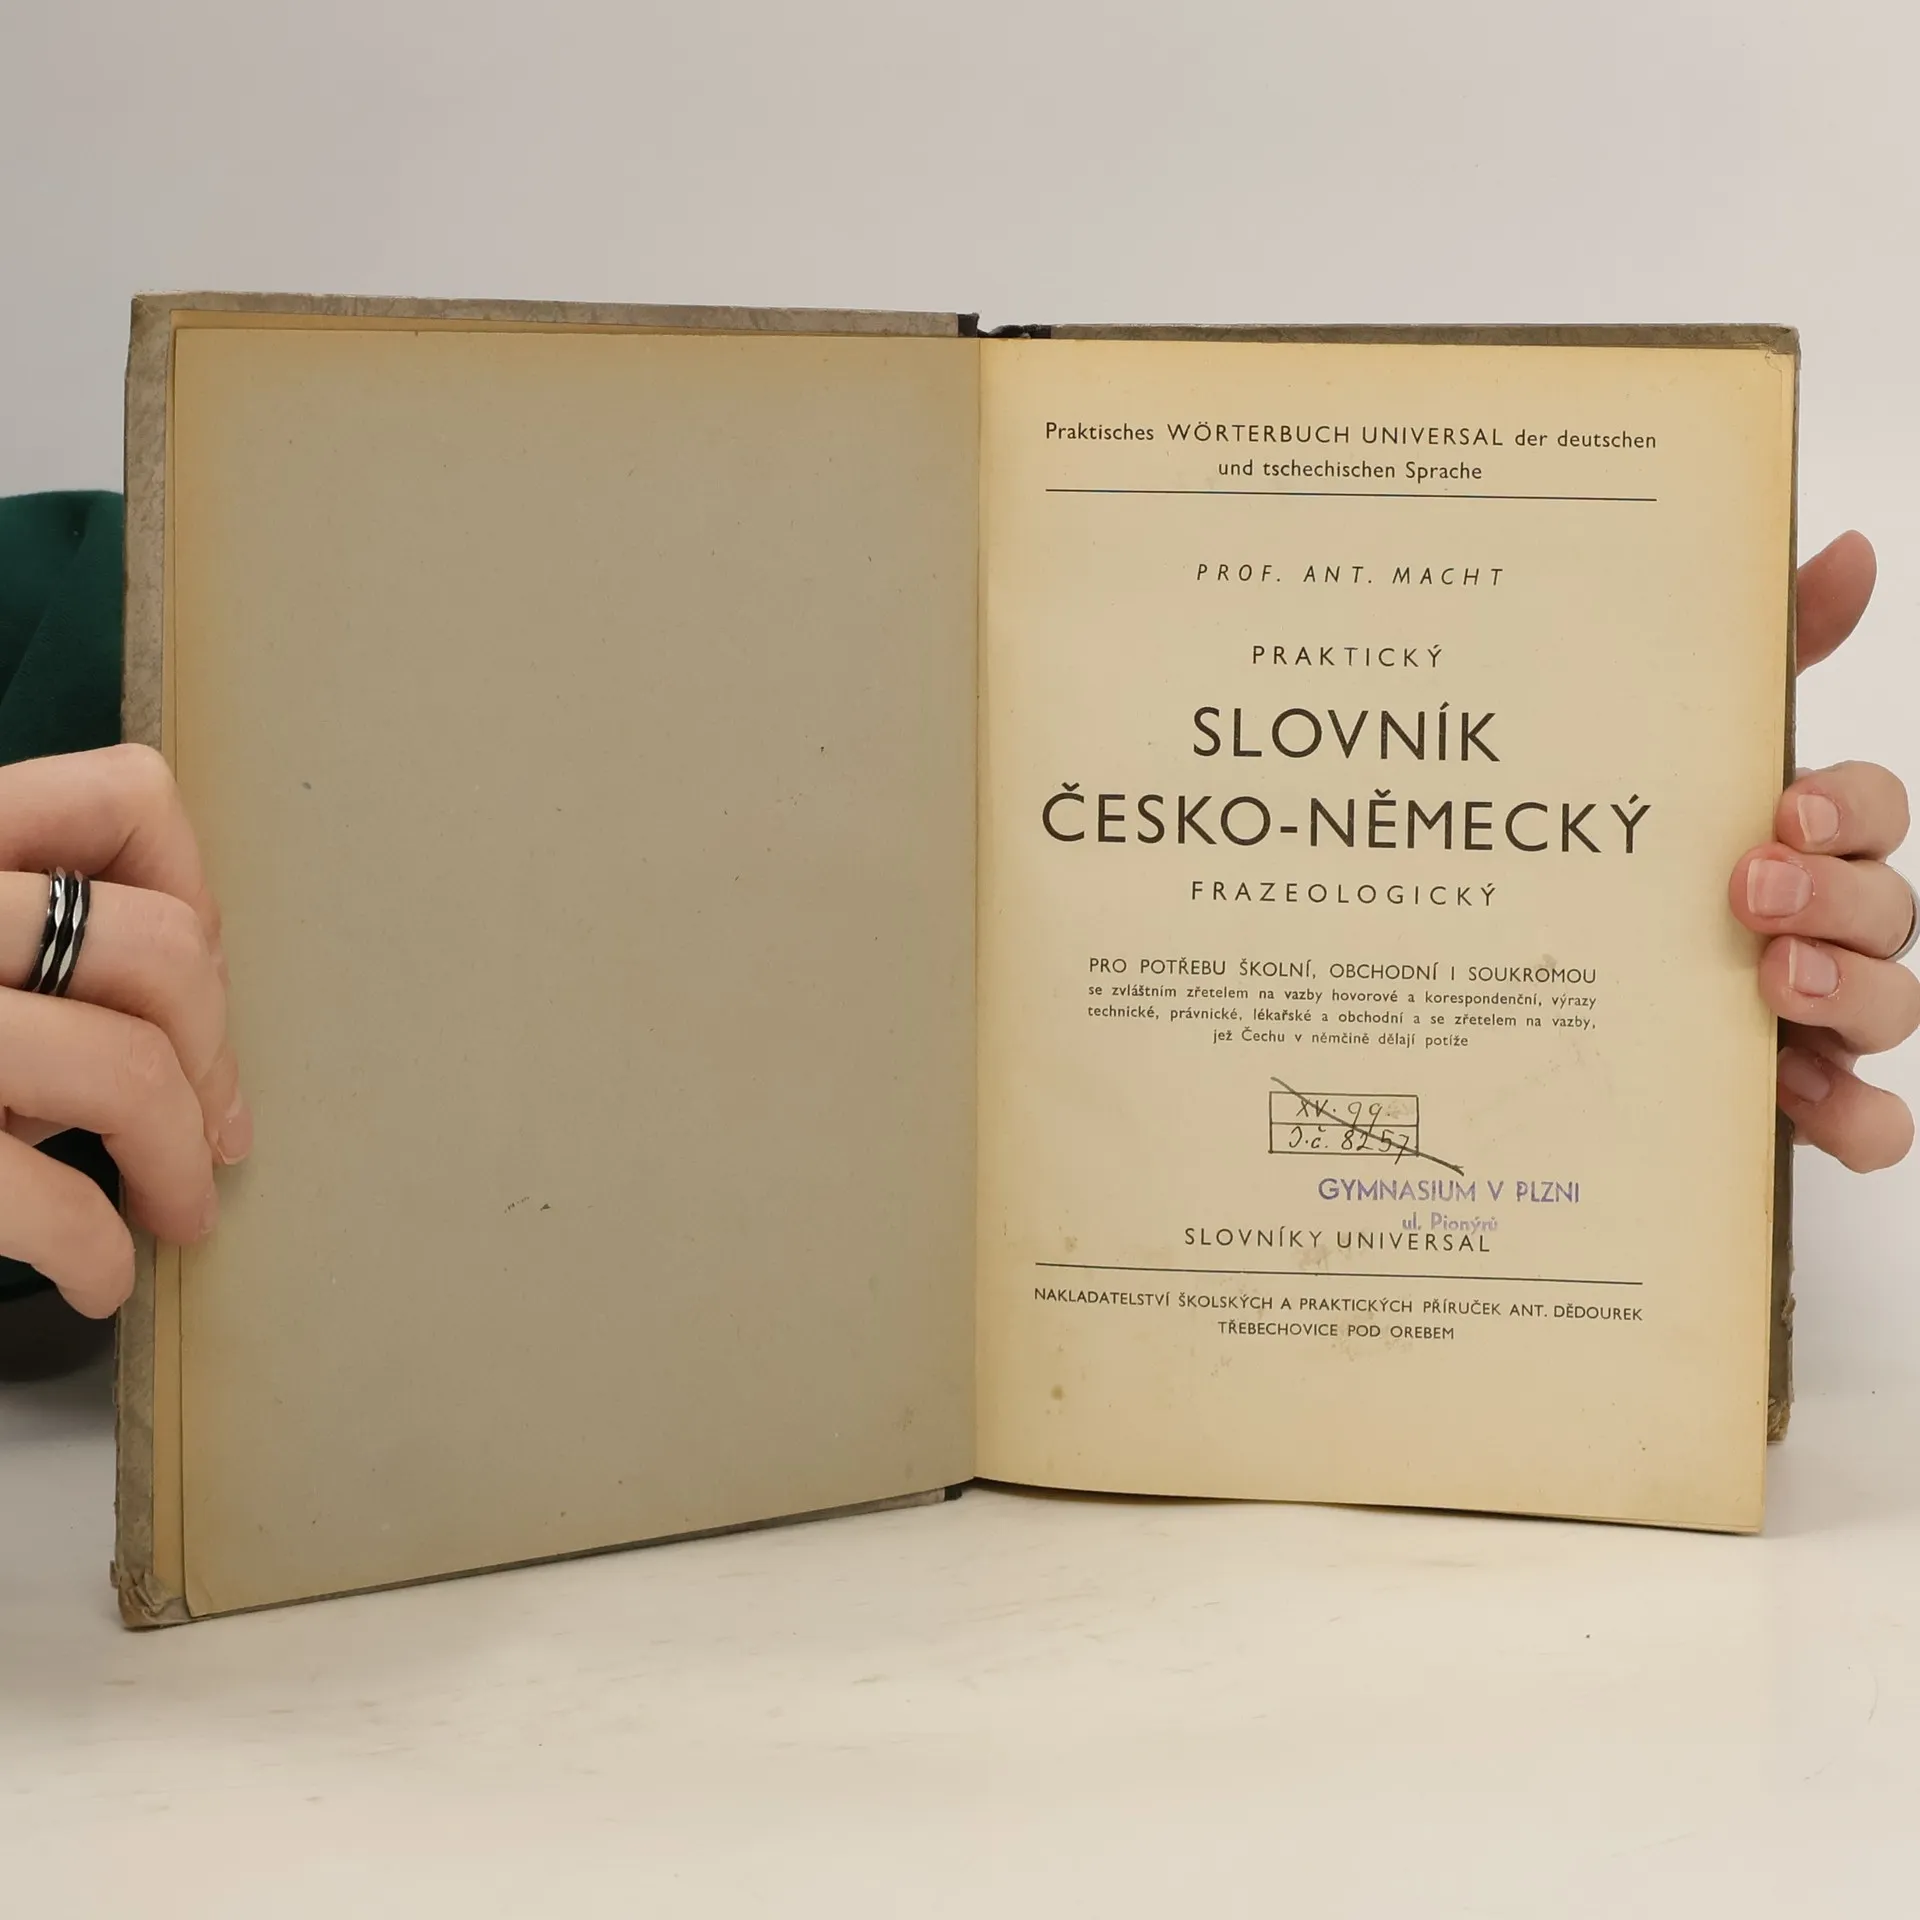 Praktisches WÖRTERBUCH UNIVERSAL der deutschen
und tschechischen Sprache
PROF. ANT. MACHT
PRAKTICKÝ
SLOVNÍK
ČESKO-NĚMECKÝ
FRAZEOLOGICKÝ
PRO POTŘEBU ŠKOLNÍ, OBCHODNÍ I SOUKROMOU
se zvláštním zřetelem na vazby hovorové a korespondenční, výrazy
technické, právnické, lékařské a obchodní a se zřetelem na vazby,
jež Čechu v němčině dělají potíže
XV. 99.
J.č. 8257
GYMNASIUM V PLZNI
ul. Pionýrů
SLOVNÍKY UNIVERSAL
NAKLADATELSTVÍ ŠKOLSKÝCH A PRAKTICKÝCH PŘÍRUČEK ANT. DĚDOUREK
TŘEBECHOVICE POD OREBEM